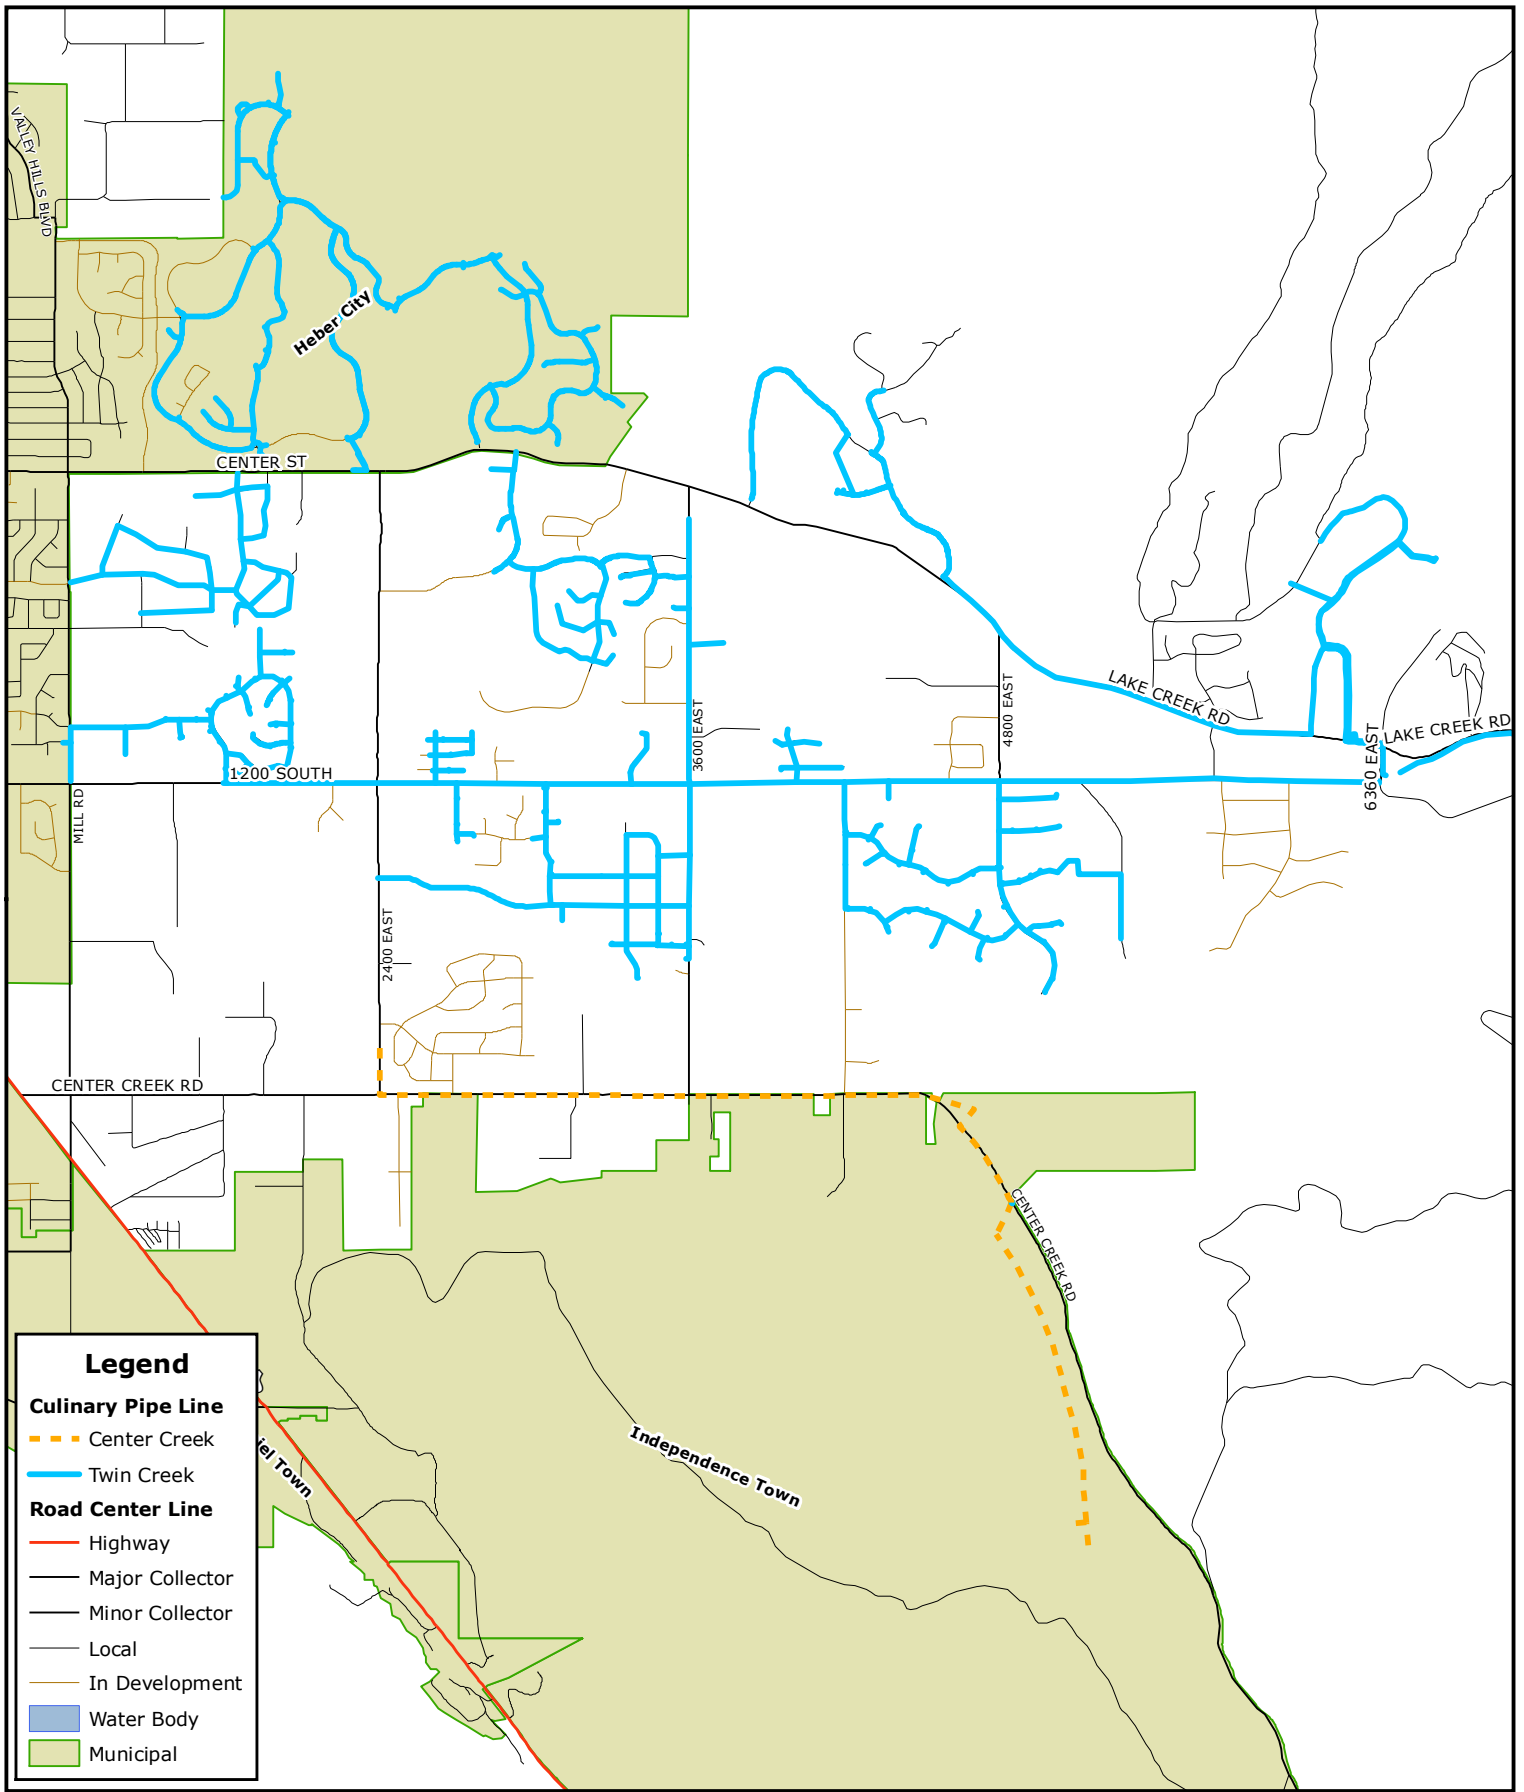 VALLEY HILLS BLVD
Heber City
CENTER ST
LAKE CREEK RD
LAKE CREEK RD
3600 EAST
4800 EAST
6360 EAST
1200 SOUTH
MILL RD
2400 EAST
CENTER CREEK RD
CENTER CREEK RD
Independence Town
iel Town
Legend
Culinary Pipe Line
Center Creek
Twin Creek
Road Center Line
Highway
Major Collector
Minor Collector
Local
In Development
Water Body
Municipal